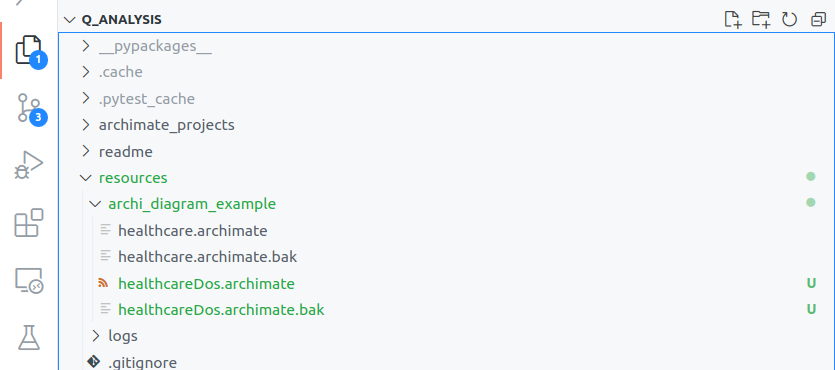 Q_ANALYSIS
__pypackages__
1
.cache
.pytest_cache
3
archimate_projects
readme
resources
archi_diagram_example
healthcare.archimate
healthcare.archimate.bak
healthcareDos.archimate U
healthcareDos.archimate.bak U
logs
.gitignore